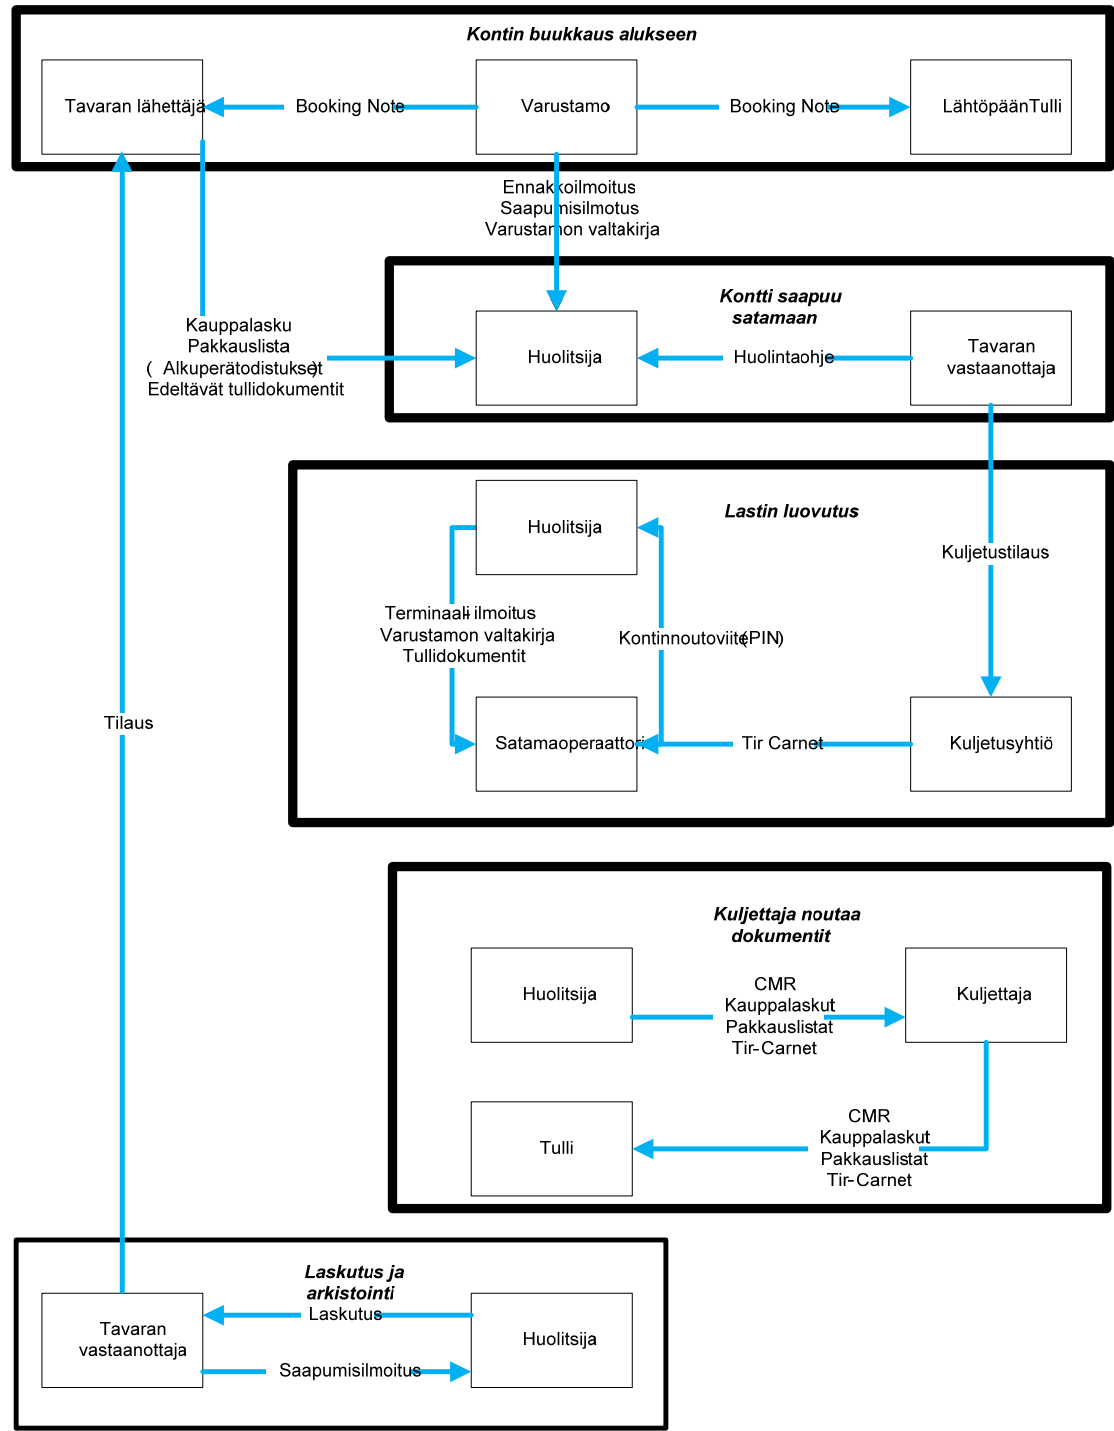 Kontin buukkaus alukseen
Tavaran lähettäjä
Booking Note
Varustamo
Booking Note
LähtöpäänTulli
Ennakkoilmoitus
Saapumisilmotus
Varustamon valtakirja
Kontti saapuu
satamaan
Kauppalasku
Pakkauslista
( Alkuperätodistukset)
Edeltävät tullidokumentit
Huolitsija
Huolintaohje
Tavaran
vastaanottaja
Lastin luovutus
Huolitsija
Kuljetustilaus
Terminaali-ilmoitus
Varustamon valtakirja
Tullidokumentit
Kontinnoutoviite(PIN)
Tilaus
Satamaoperaattori
Tir Carnet
Kuljetusyhtiö
Kuljettaja noutaa
dokumentit
Huolitsija
CMR
Kauppalaskut
Pakkauslistat
Tir-Carnet
Kuljettaja
Tulli
CMR
Kauppalaskut
Pakkauslistat
Tir-Carnet
Laskutus ja
arkistointi
Laskutus
Tavaran
vastaanottaja
Huolitsija
Saapumisilmoitus